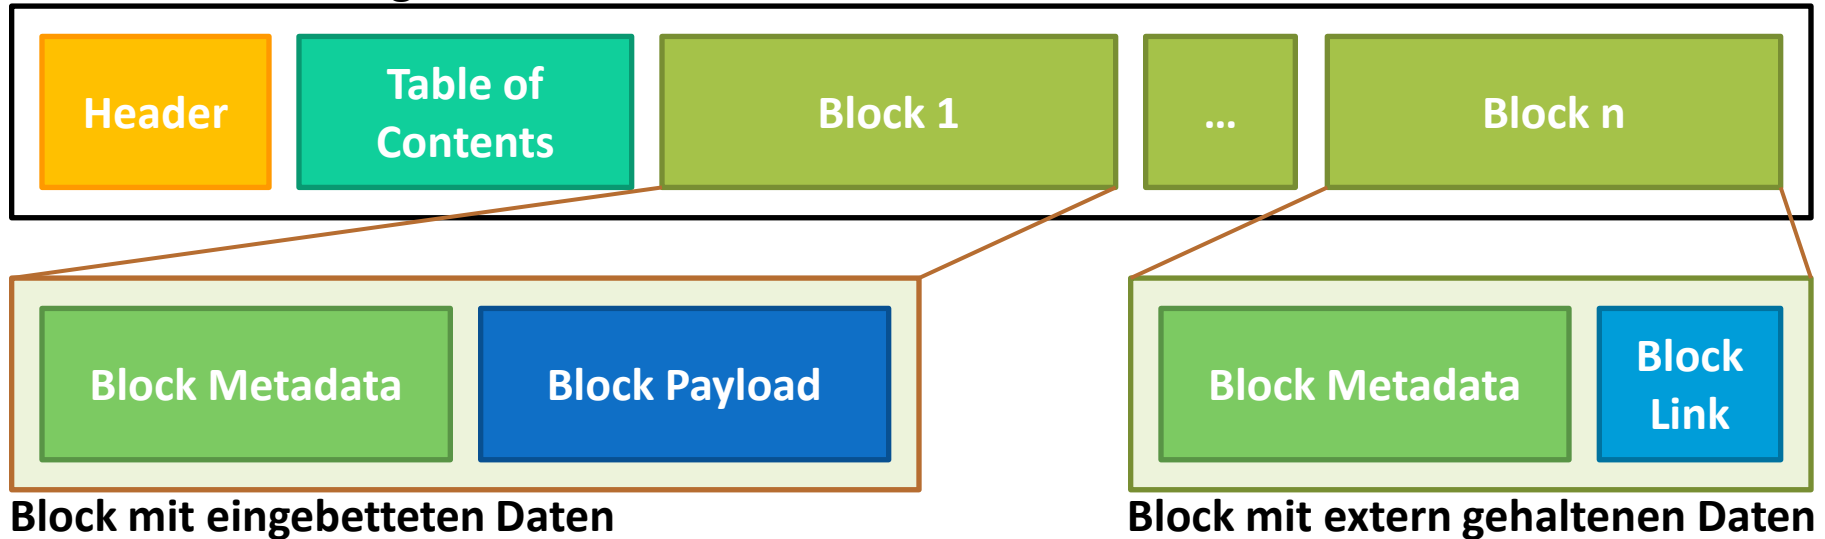 Header
Table of
Contents
Block 1
...
Block n
Block Metadata
Block Payload
Block Metadata
Block
Link
Block mit eingebetteten Daten
Block mit extern gehaltenen Daten